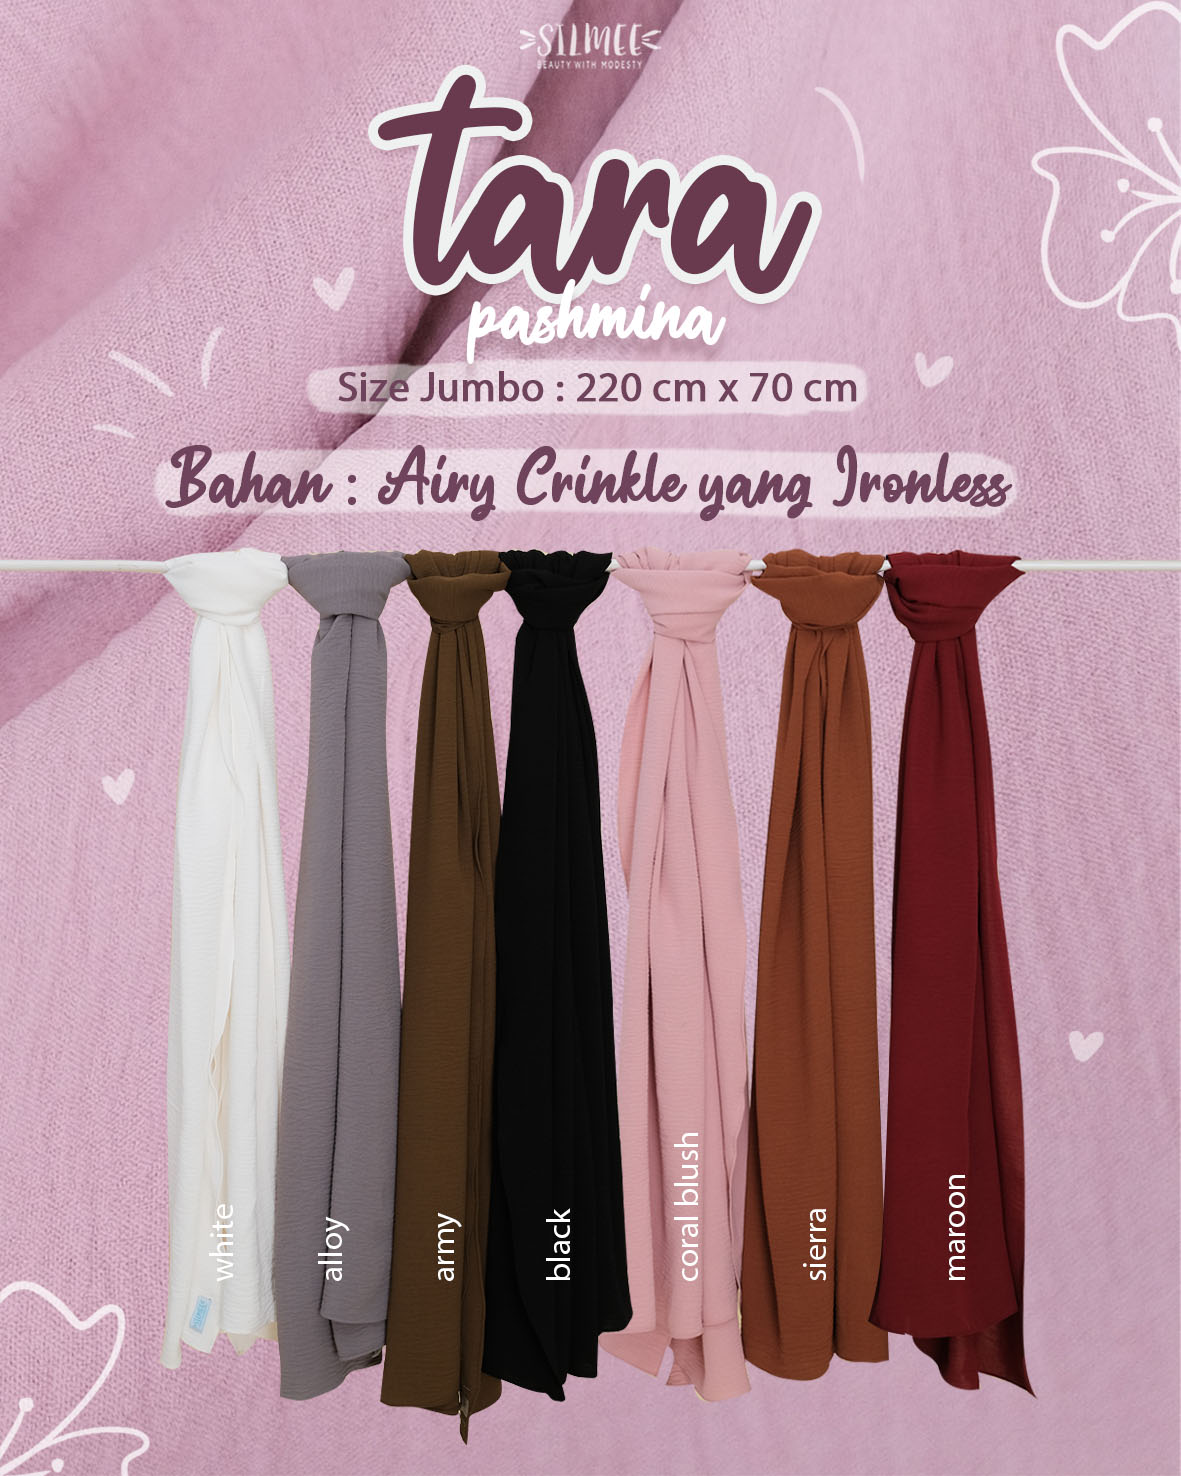 SILMEE
BEAUTY WITH MODESTY
tara
pashmina
Size Jumbo : 220 cm x 70 cm
Bahan : Airy Crinkle yang Ironless
white
alloy
army
black
coral blush
sierra
maroon
SILMEE